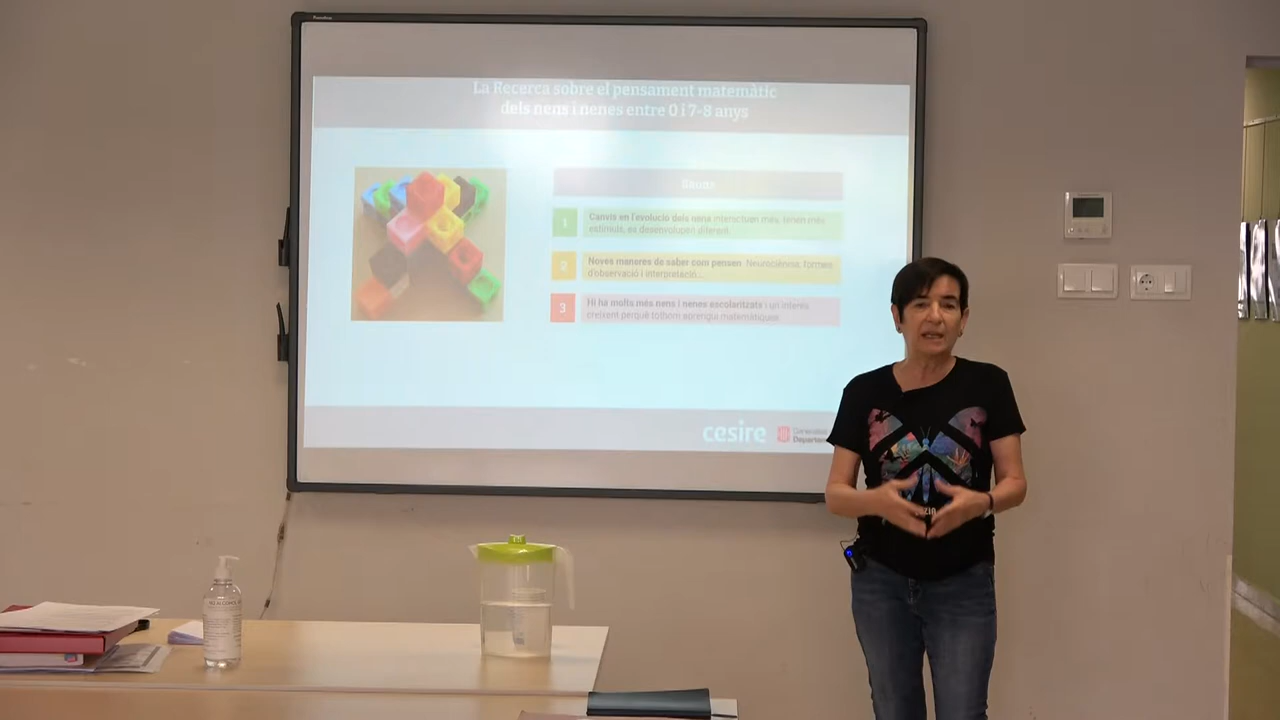 La Recerca sobre el pensament matemàtic
dels nens i nenes entre 0 i 7-8 anys
1
Canvis en l'evolució dels nens interactuen més, tenen més
estímuls, es desenvolupen diferent.
2
Noves maneres de saber com pensen. Neurociència, formes
d'observació i interpretació...
3
Hi ha molts més nens i nenes escolaritzats i un interès
creixent perquè tothom aprengui matemàtiques
cesire
Generalitat
Departam